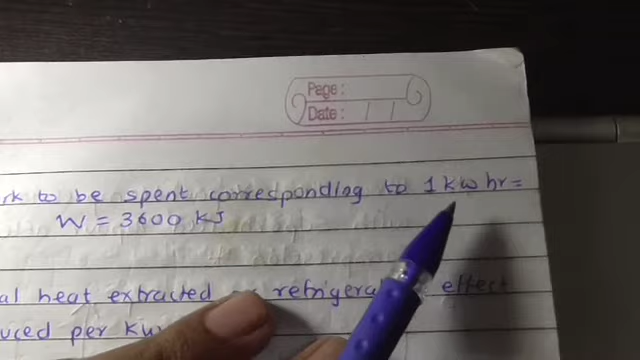 Page:
Date: / /
rk to be spent corresponding to 1 kw hr =
W = 3600 KJ
al heat extracted refrigera effect
uced per Kw